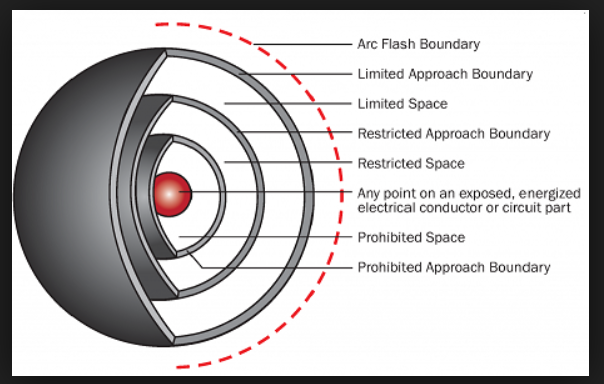 Arc Flash Boundary
Limited Approach Boundary
Limited Space
Restricted Approach Boundary
Restricted Space
Any point on an exposed, energized
electrical conductor or circuit part
Prohibited Space
Prohibited Approach Boundary